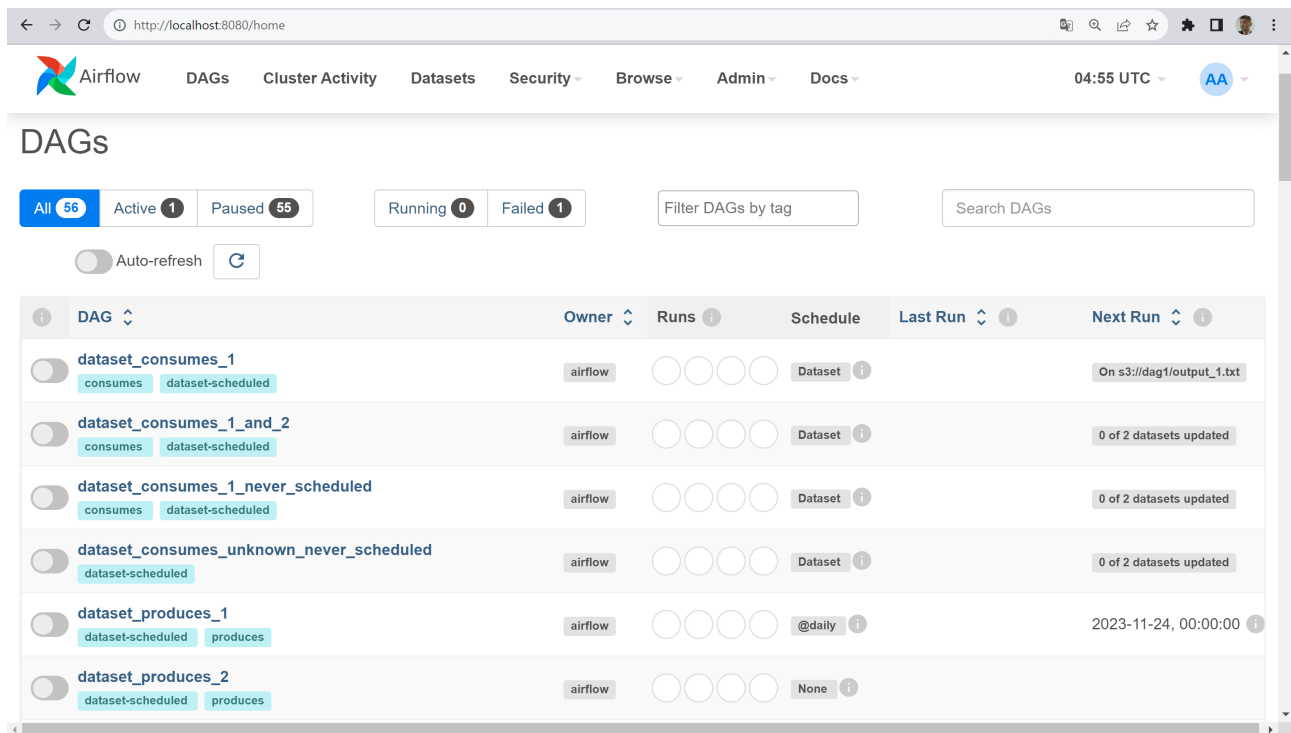 http://localhost:8080/home
Airflow DAGs Cluster Activity Datasets Security Browse Admin Docs 04:55 UTC AA
DAGs
All 56 Active 1 Paused 55 Running 0 Failed 1 Filter DAGs by tag Search DAGs
Auto-refresh
DAG Owner Runs Schedule Last Run Next Run
dataset_consumes_1
consumes dataset-scheduled airflow Dataset On s3://dag1/output_1.txt
dataset_consumes_1_and_2
consumes dataset-scheduled airflow Dataset 0 of 2 datasets updated
dataset_consumes_1_never_scheduled
consumes dataset-scheduled airflow Dataset 0 of 2 datasets updated
dataset_consumes_unknown_never_scheduled
dataset-scheduled airflow Dataset 0 of 2 datasets updated
dataset_produces_1
dataset-scheduled produces airflow @daily 2023-11-24, 00:00:00
dataset_produces_2
dataset-scheduled produces airflow None